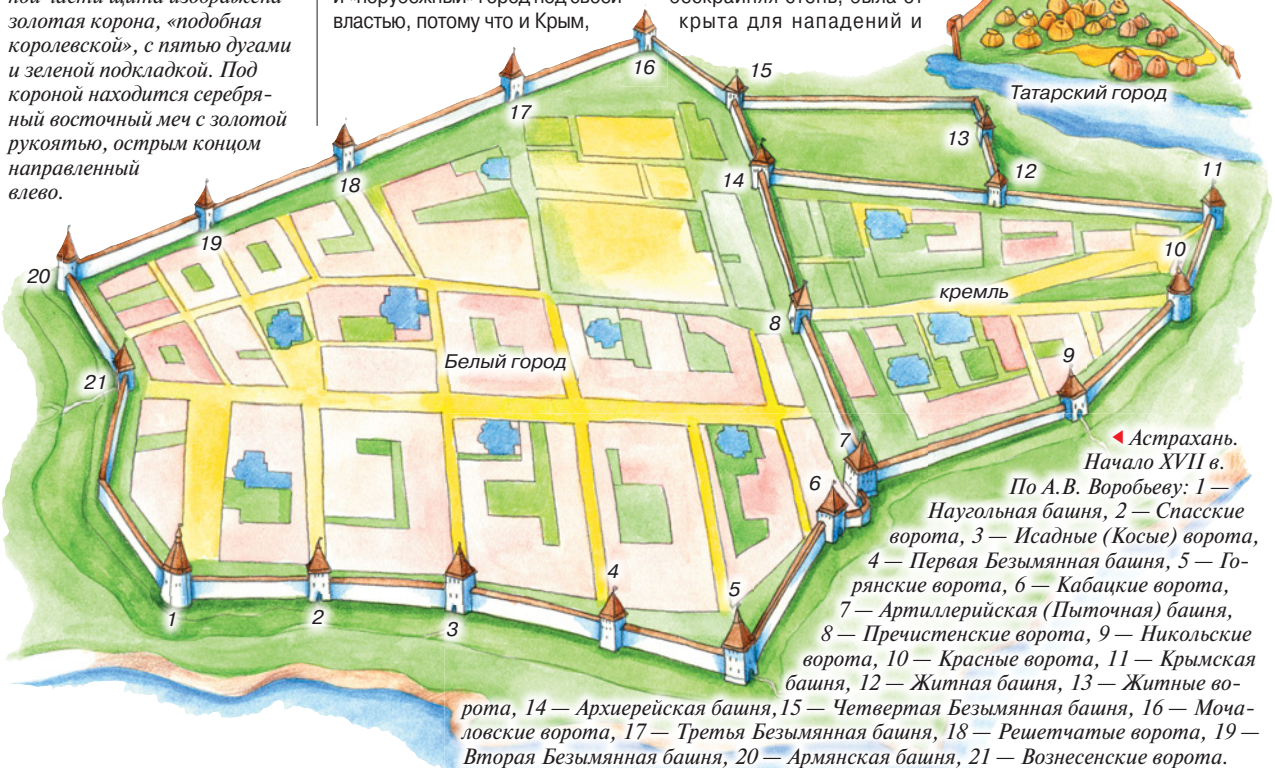 золотая корона, «подобная
королевской», с пятью дугами
и зеленой подкладкой. Под
короной находится серебря-
ный восточный меч с золотой
рукоятью, острым концом
направленный
влево.
властью, потому что и Крым,
крыта для нападений и
Татарский город
16
15
17
13
14
12
11
18
19
10
20
кремль
8
Белый город
9
21
7
6
4
5
1
2
3
Астрахань.
Начало XVII в.
По А.В. Воробьеву: 1 —
Наугольная башня, 2 — Спасские
ворота, 3 — Исадные (Косые) ворота,
4 — Первая Безымянная башня, 5 — Го-
рянские ворота, 6 — Кабацкие ворота,
7 — Артиллерийская (Пыточная) башня,
8 — Пречистенские ворота, 9 — Никольские
ворота, 10 — Красные ворота, 11 — Крымская
башня, 12 — Житная башня, 13 — Житные во-
рота, 14 — Архиерейская башня,15 — Четвертая Безымянная башня, 16 — Моча-
ловские ворота, 17 — Третья Безымянная башня, 18 — Решетчатые ворота, 19 —
Вторая Безымянная башня, 20 — Армянская башня, 21 — Вознесенские ворота.